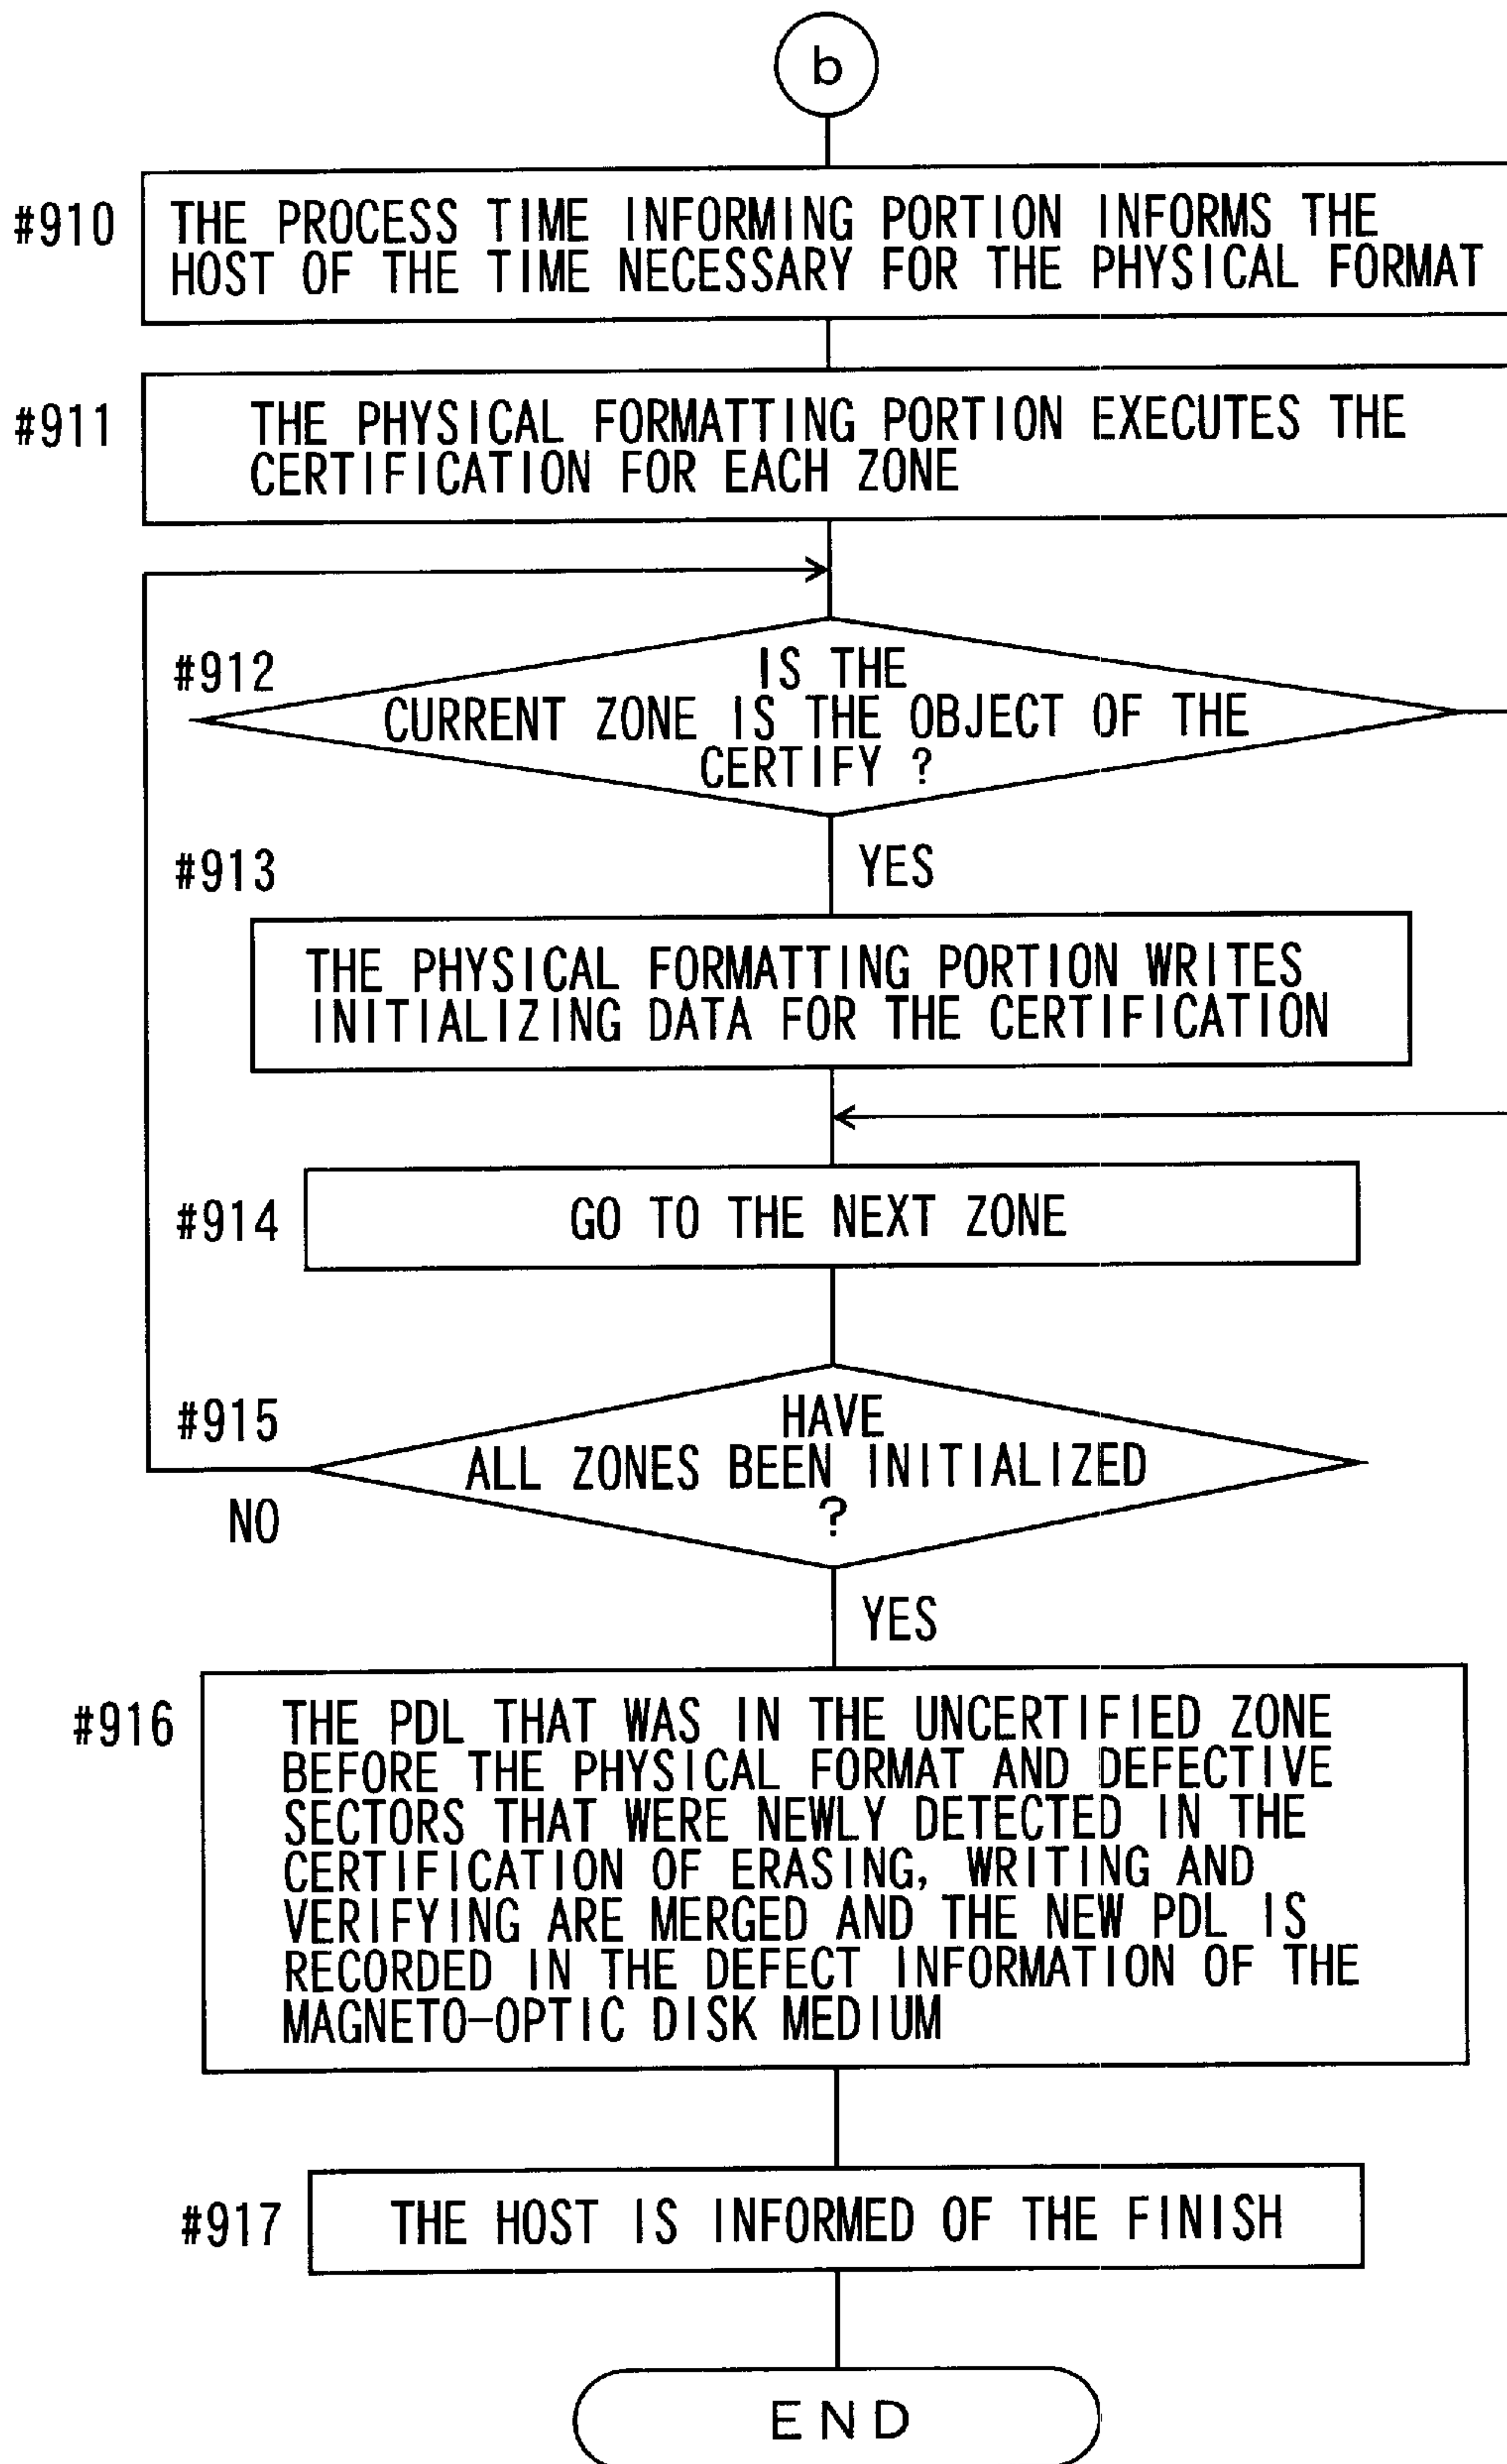 b
#910
THE PROCESS TIME INFORMING PORTION INFORMS THE
HOST OF THE TIME NECESSARY FOR THE PHYSICAL FORMAT
#911
THE PHYSICAL FORMATTING PORTION EXECUTES THE
CERTIFICATION FOR EACH ZONE
#912
IS THE
CURRENT ZONE IS THE OBJECT OF THE
CERTIFY ?
#913
YES
THE PHYSICAL FORMATTING PORTION WRITES
INITIALIZING DATA FOR THE CERTIFICATION
#914
GO TO THE NEXT ZONE
#915
HAVE
ALL ZONES BEEN INITIALIZED
?
NO
YES
#916
THE PDL THAT WAS IN THE UNCERTIFIED ZONE
BEFORE THE PHYSICAL FORMAT AND DEFECTIVE
SECTORS THAT WERE NEWLY DETECTED IN THE
CERTIFICATION OF ERASING, WRITING AND
VERIFYING ARE MERGED AND THE NEW PDL IS
RECORDED IN THE DEFECT INFORMATION OF THE
MAGNETO-OPTIC DISK MEDIUM
#917
THE HOST IS INFORMED OF THE FINISH
END